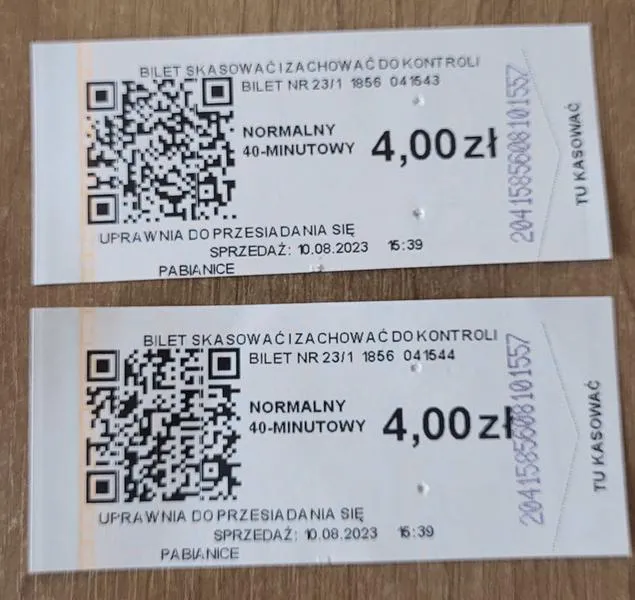 BILET SKASOWAĆ I ZACHOWAĆ DO KONTROLI
BILET NR 23/1 1856 041543
NORMALNY
40-MINUTOWY 4,00 zł
UPRAWNIA DO PRZESIADANIA SIĘ
SPRZEDAŻ: 10.08.2023 15:39
PABIANICE
2041585608101557
TU KASOWAĆ
BILET SKASOWAĆ I ZACHOWAĆ DO KONTROLI
BILET NR 23/1 1856 041544
NORMALNY
40-MINUTOWY 4,00 zł
UPRAWNIA DO PRZESIADANIA SIĘ
SPRZEDAŻ: 10.08.2023 15:39
PABIANICE
2041585608101557
TU KASOWAĆ